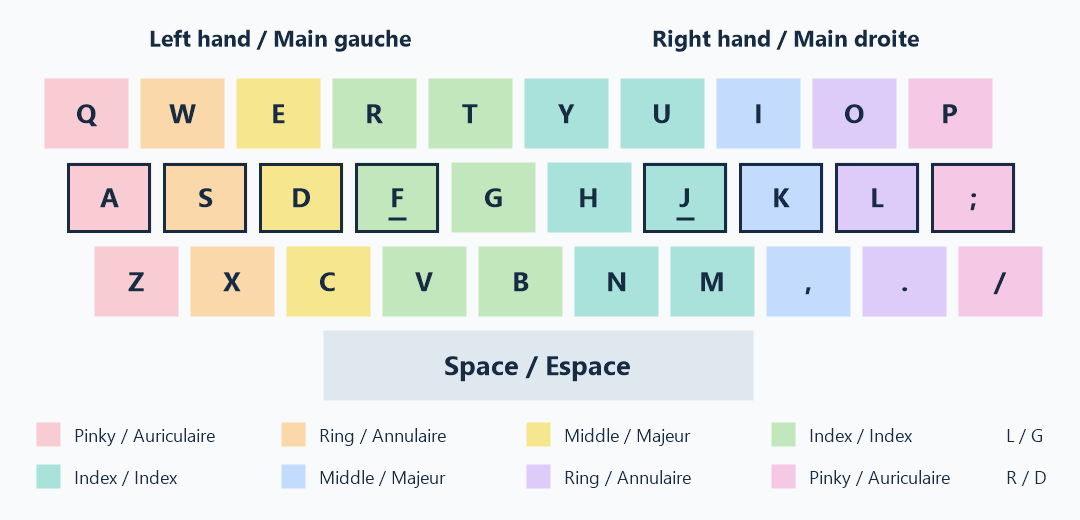 Left hand / Main gauche Right hand / Main droite
Q W E R T Y U I O P
A S D F G H J K L ;
Z X C V B N M , . /
Space / Espace
Pinky / Auriculaire Ring / Annulaire Middle / Majeur Index / Index L / G
Index / Index Middle / Majeur Ring / Annulaire Pinky / Auriculaire R / D